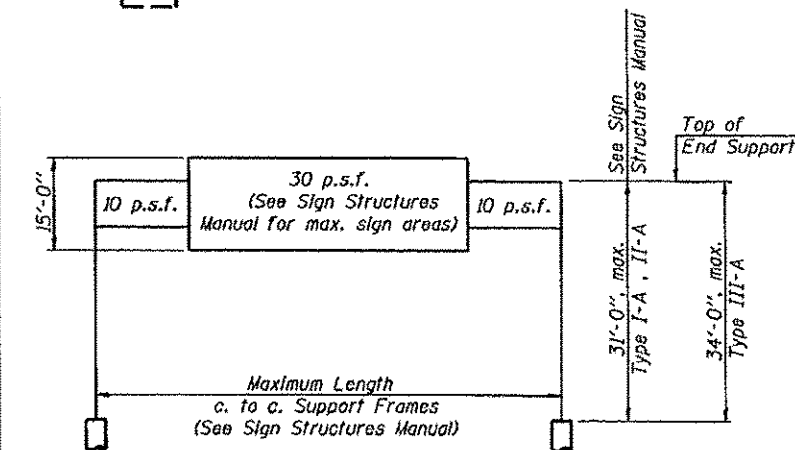 See Sign
Structures Manual
Top of
End Support
15'-0"
10 p.s.f.
30 p.s.f.
(See Sign Structures
Manual for max. sign areas)
10 p.s.f.
31'-0", max.
Type I-A , II-A
34'-0", max.
Type III-A
Maximum Length
c. to c. Support Frames
(See Sign Structures Manual)